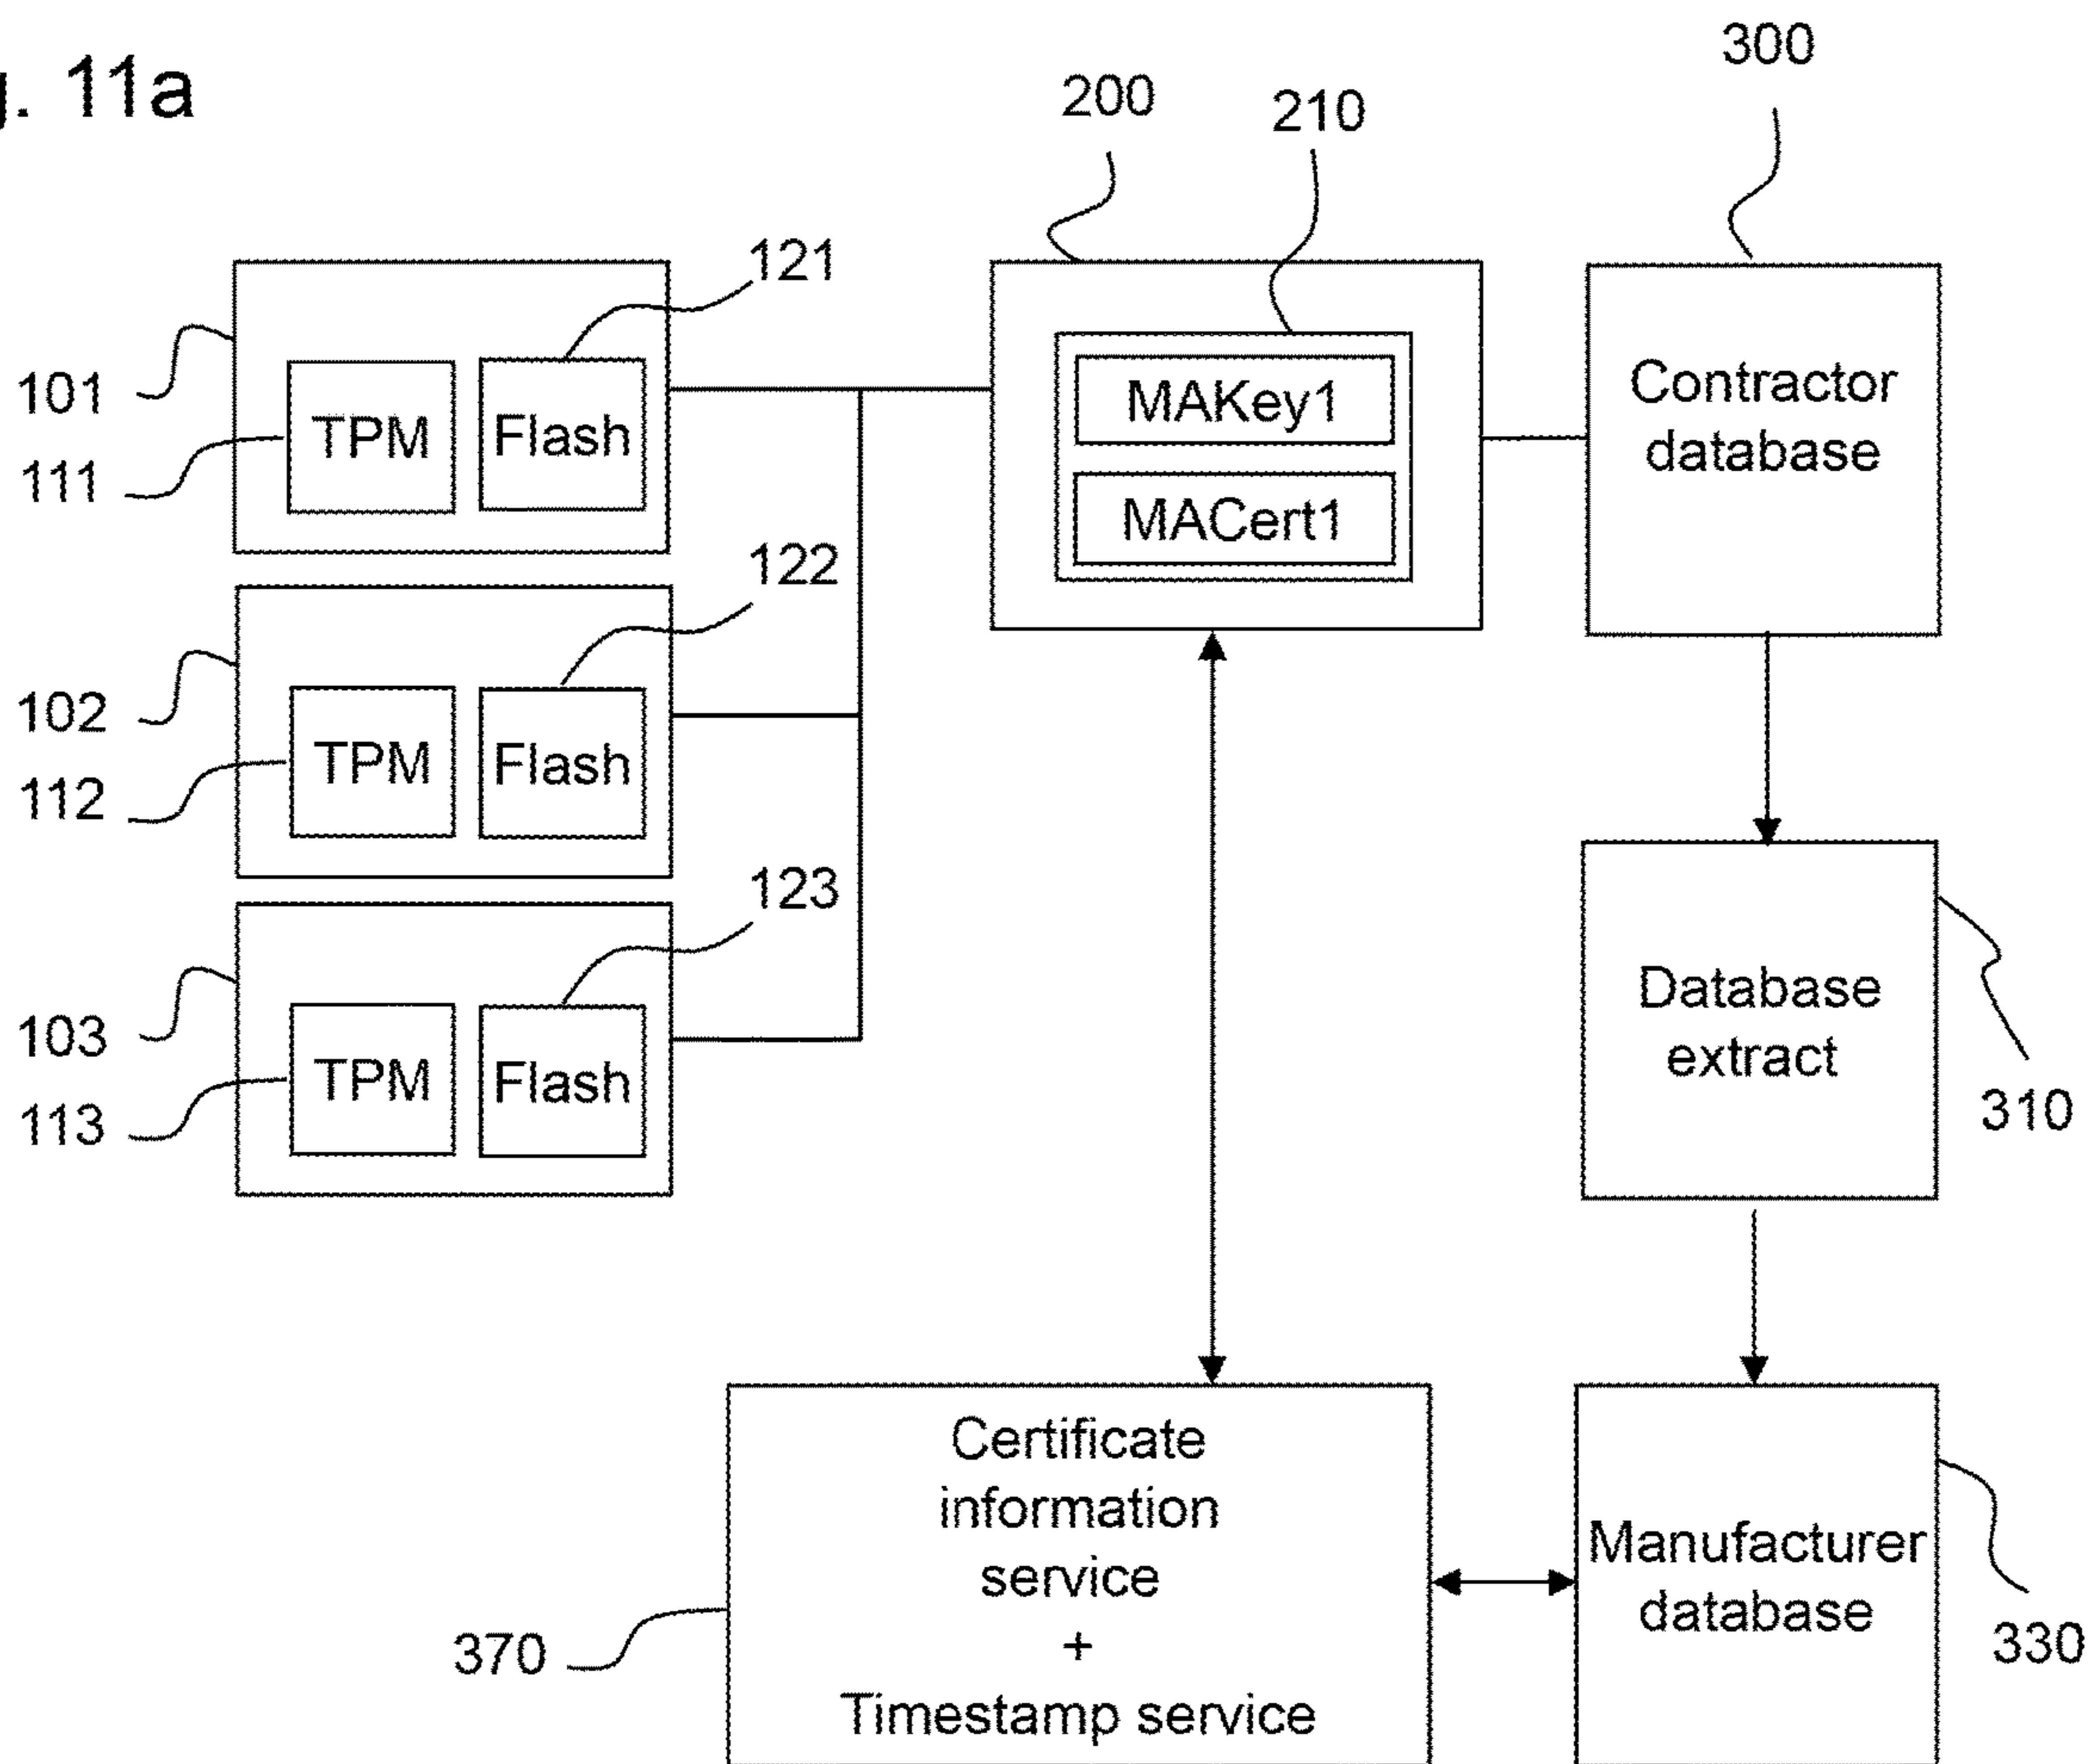 g. 11a
300
200
210
121
101
TPM
Flash
111
MAKey1
MACert1
Contractor
database
122
102
TPM
Flash
112
123
103
TPM
Flash
113
Database
extract
310
Certificate
information
service
+
Timestamp service
370
Manufacturer
database
330